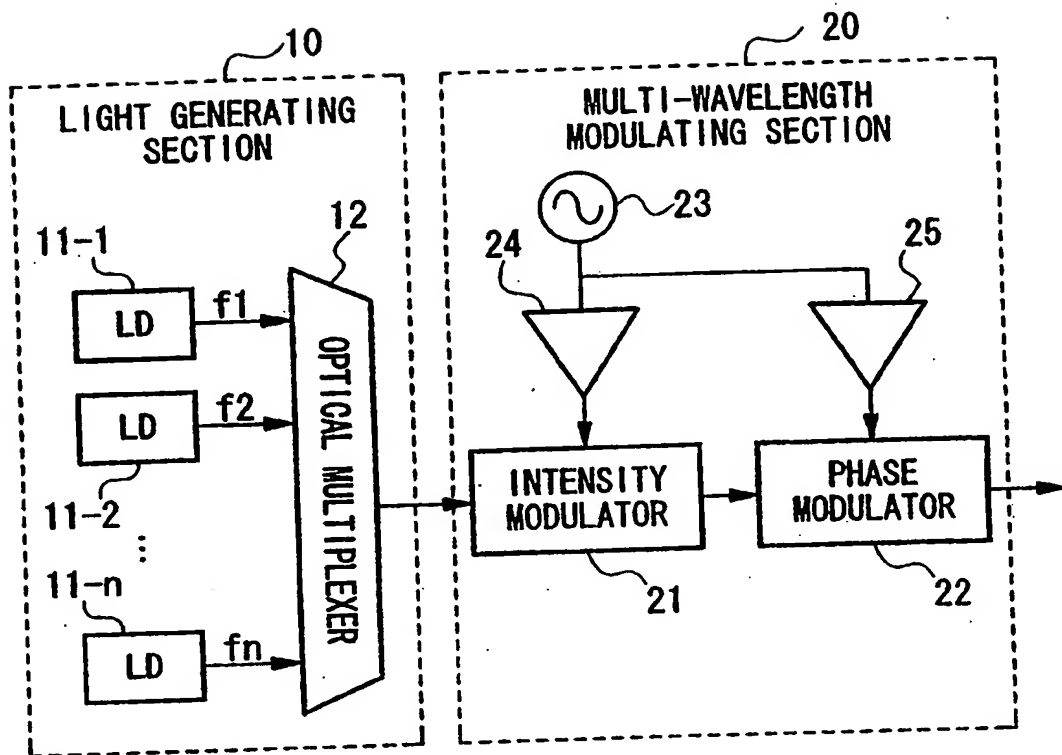 10
20
LIGHT GENERATING
SECTION
MULTI-WAVELENGTH
MODULATING SECTION
23
12
24
25
11-1
LD
f1
LD
f2
11-2
...
11-n
LD
fn
OPTICAL MULTIPLEXER
INTENSITY
MODULATOR
21
PHASE
MODULATOR
22